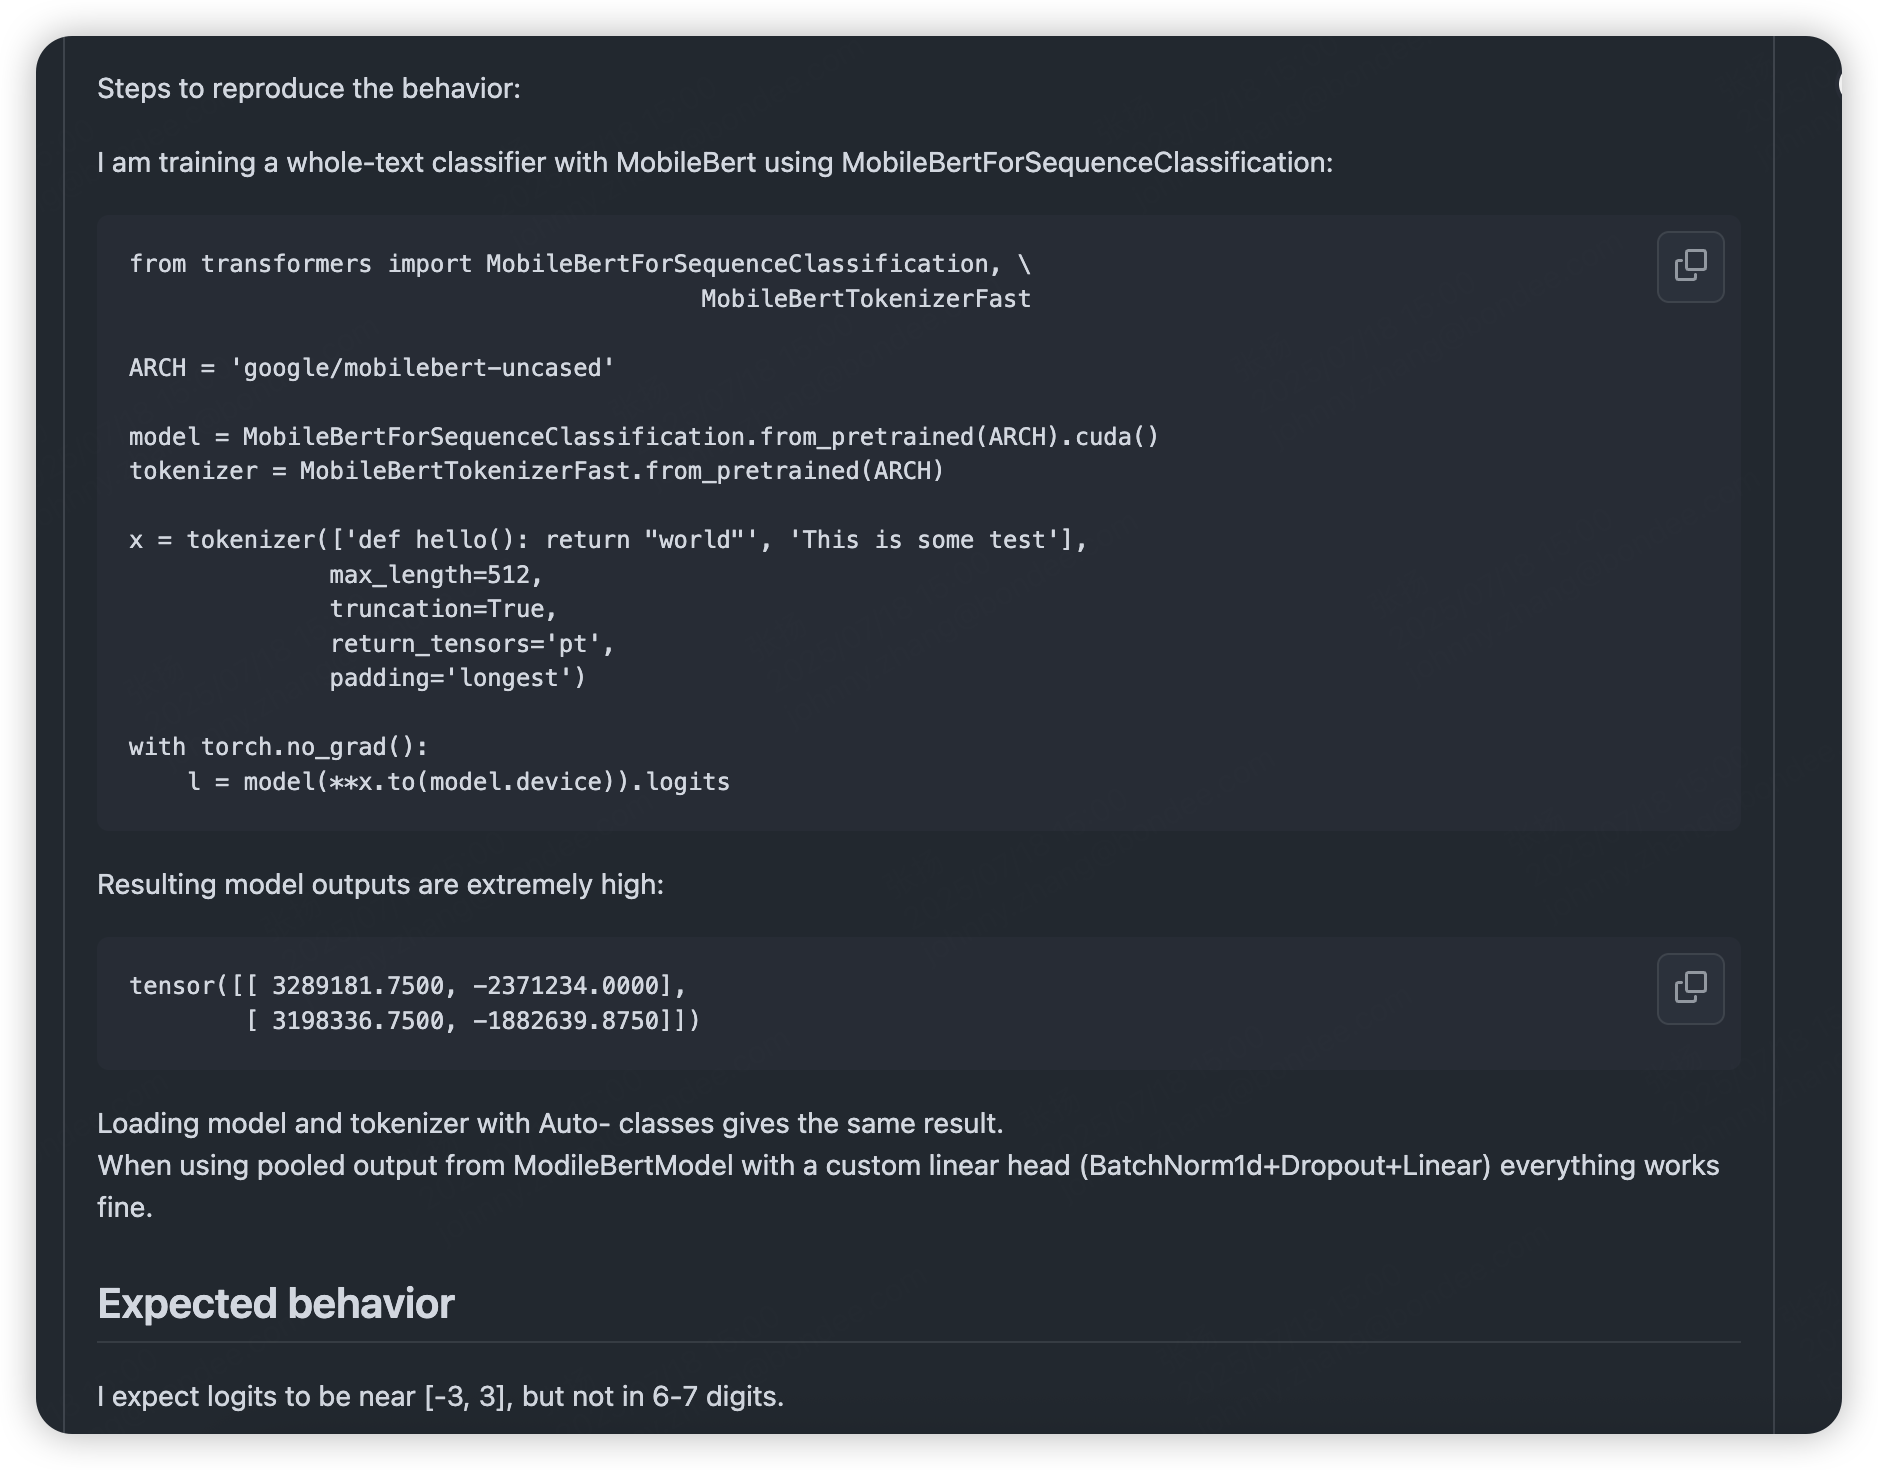 Steps to reproduce the behavior:
I am training a whole-text classifier with MobileBert using MobileBertForSequenceClassification:
from transformers import MobileBertForSequenceClassification, \
                                        MobileBertTokenizerFast
ARCH = 'google/mobilebert-uncased'
model = MobileBertForSequenceClassification.from_pretrained(ARCH).cuda()
tokenizer = MobileBertTokenizerFast.from_pretrained(ARCH)
x = tokenizer(['def hello(): return "world"', 'This is some test'],
              max_length=512,
              truncation=True,
              return_tensors='pt',
              padding='longest')
with torch.no_grad():
    l = model(**x.to(model.device)).logits
Resulting model outputs are extremely high:
tensor([[ 3289181.7500, -2371234.0000],
        [ 3198336.7500, -1882639.8750]])
Loading model and tokenizer with Auto- classes gives the same result.
When using pooled output from ModileBertModel with a custom linear head (BatchNorm1d+Dropout+Linear) everything works
fine.
Expected behavior
I expect logits to be near [-3, 3], but not in 6-7 digits.